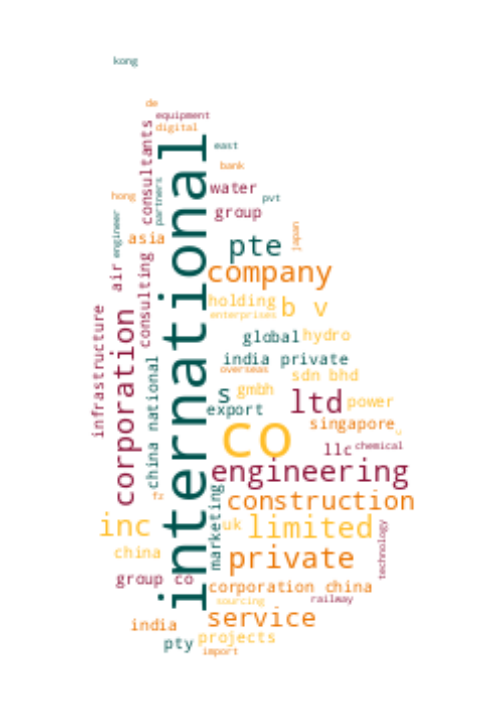 kong
de
equipment
digital
consultants
international
east
bank
water
partners
pvt
hong
group
engineer
asia
japan
pte
air
consulting
company
holding
b v
enterprises
infrastructure
corporation
global
hydro
china national
india private
overseas
sdn bhd
gmbh
s
ltd
power
export
singapore
co
u
llc
chemical
engineering
marketing
fz
construction
inc
uk
limited
technology
china
private
group co
corporation china
sourcing
railway
service
india
projects
pty
import